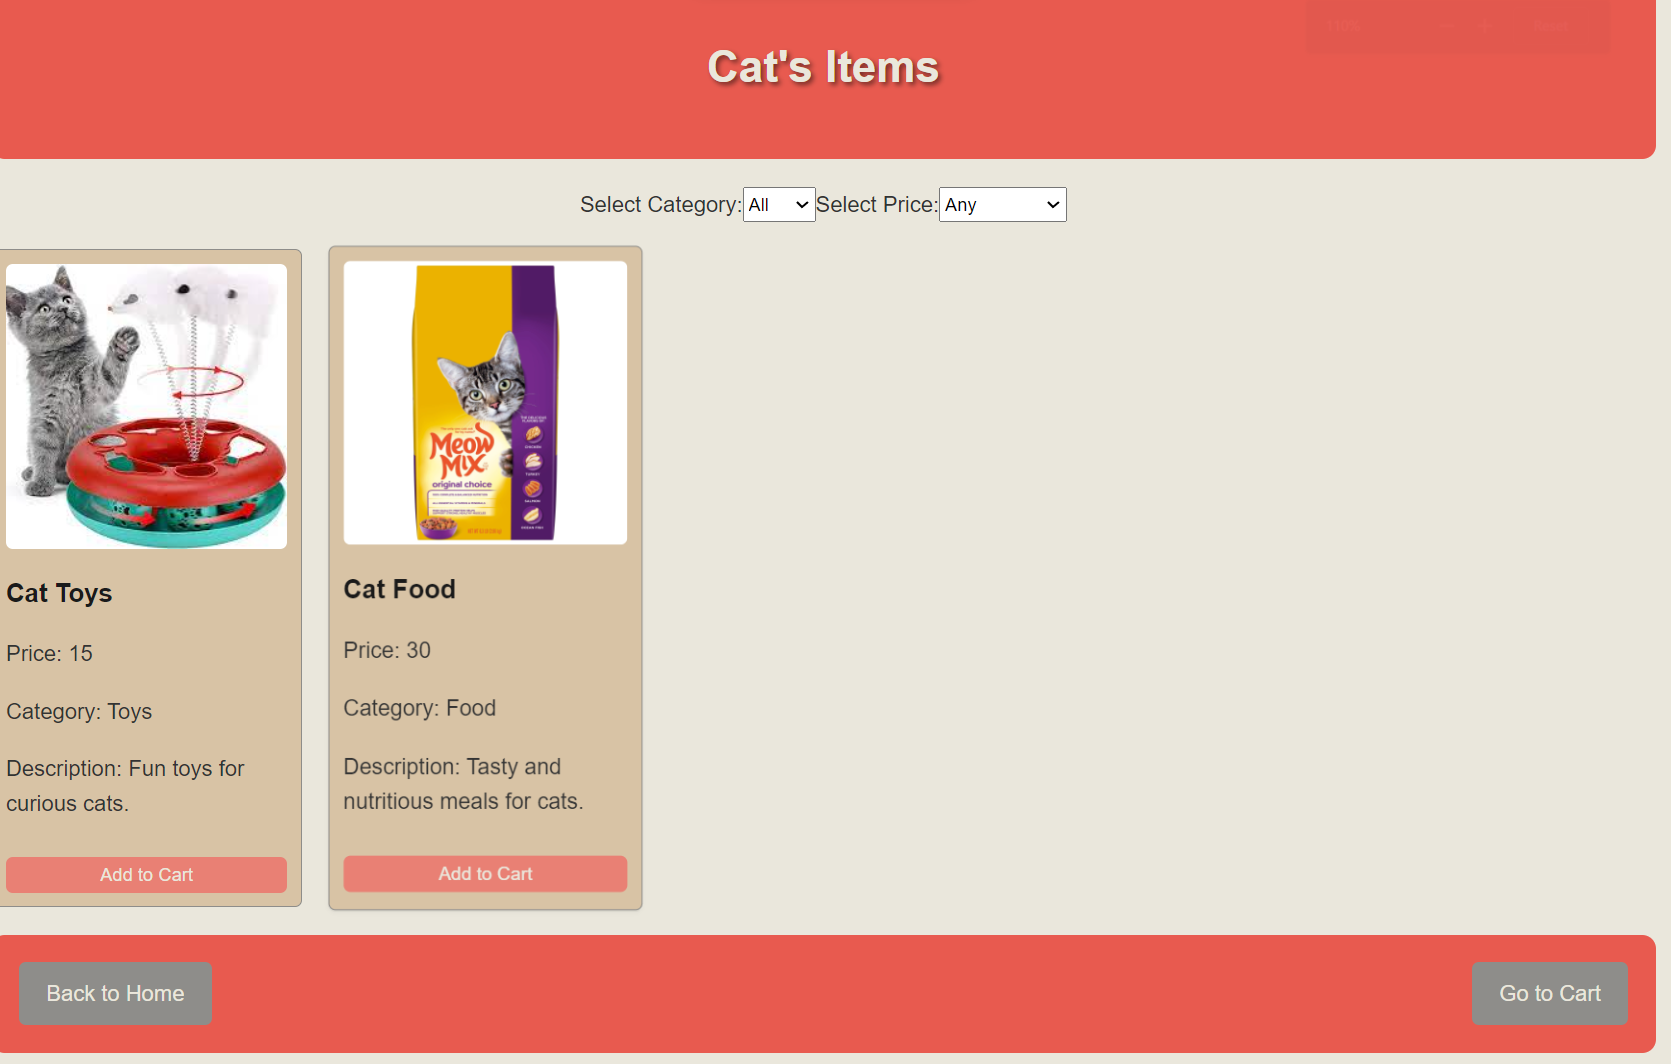 Cat's Items
Select Category: All Select Price: Any
MEOW
MIX
original choice
Cat Toys
Price: 15
Category: Toys
Description: Fun toys for
curious cats.
Add to Cart
Cat Food
Price: 30
Category: Food
Description: Tasty and
nutritious meals for cats.
Add to Cart
Back to Home
Go to Cart